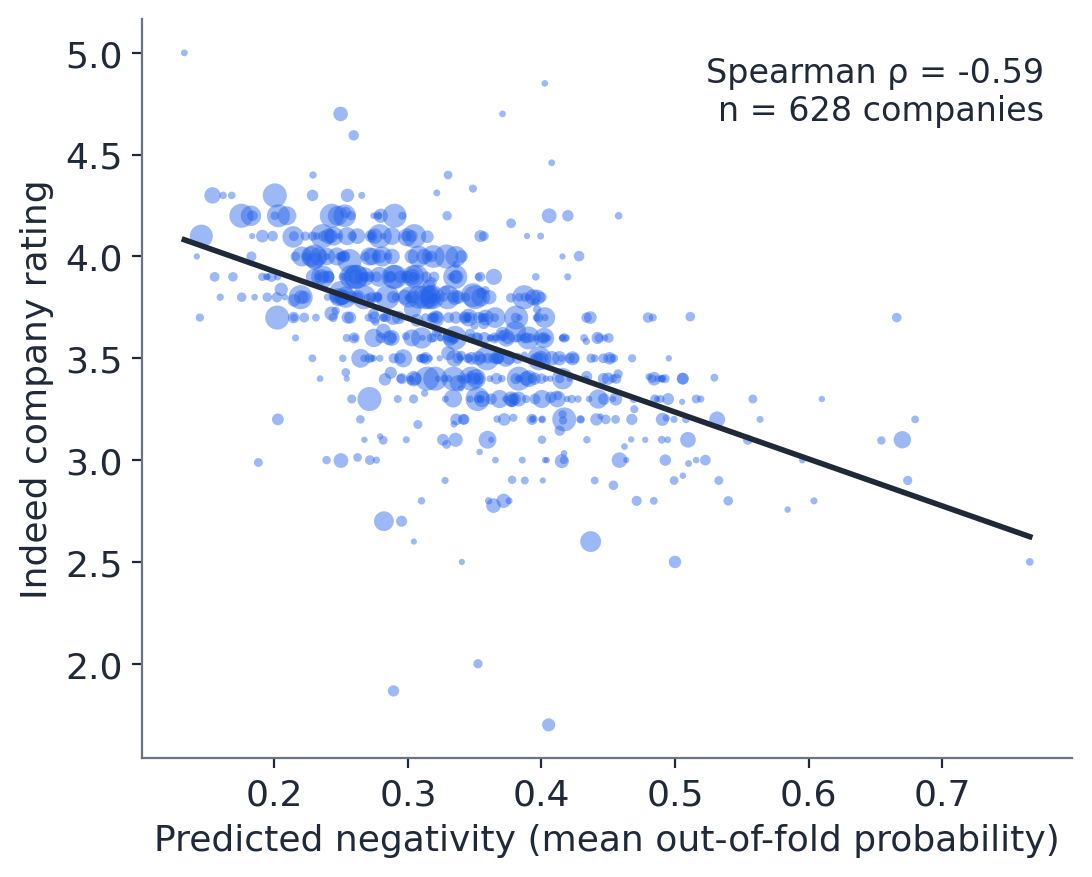 Spearman ρ = -0.59
n = 628 companies
Indeed company rating
5.0
4.5
4.0
3.5
3.0
2.5
2.0
0.2 0.3 0.4 0.5 0.6 0.7
Predicted negativity (mean out-of-fold probability)